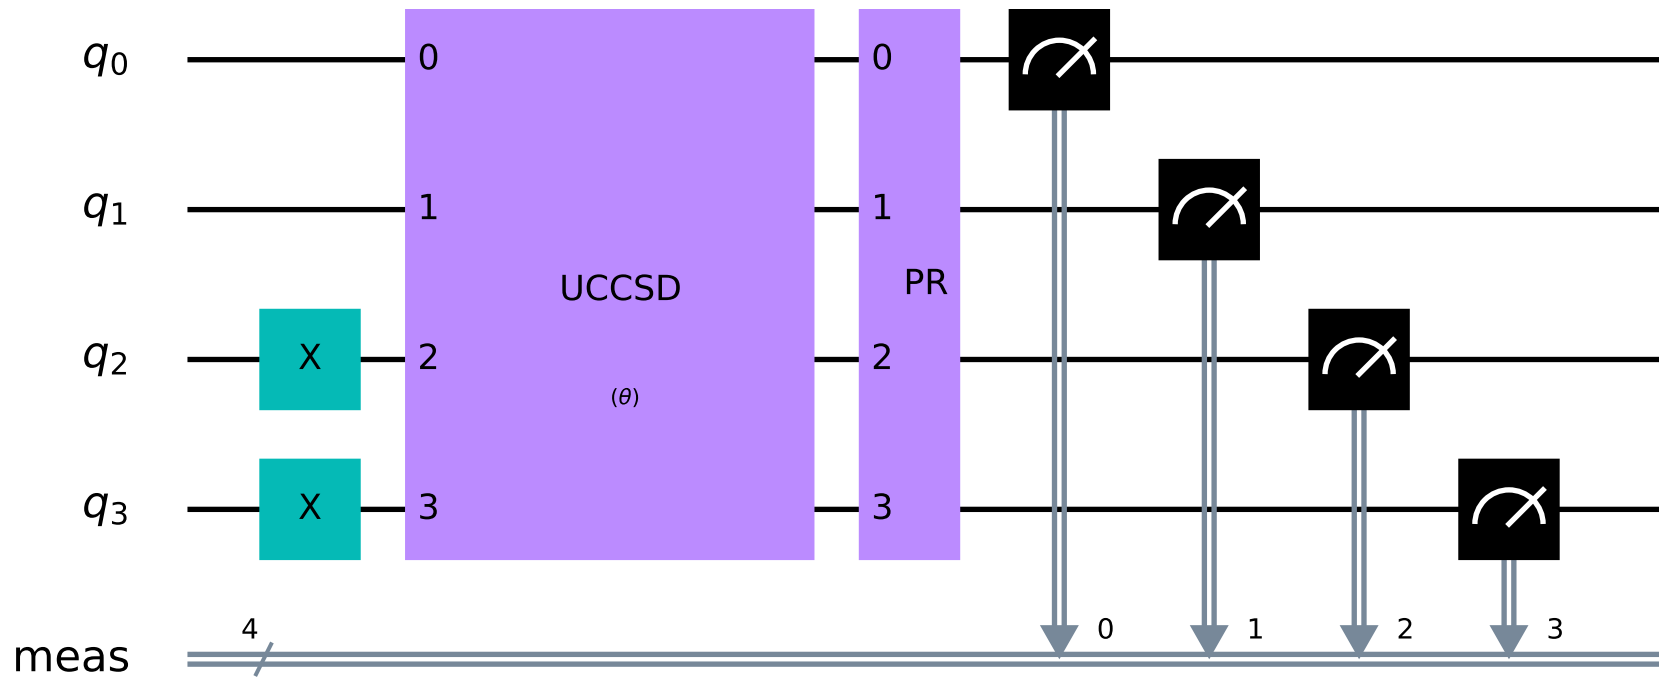 q0 0 0
q1 1 1
UCCSD PR
X q2 2 2
(θ)
X q3 3 3
4 0 1 2 3
meas